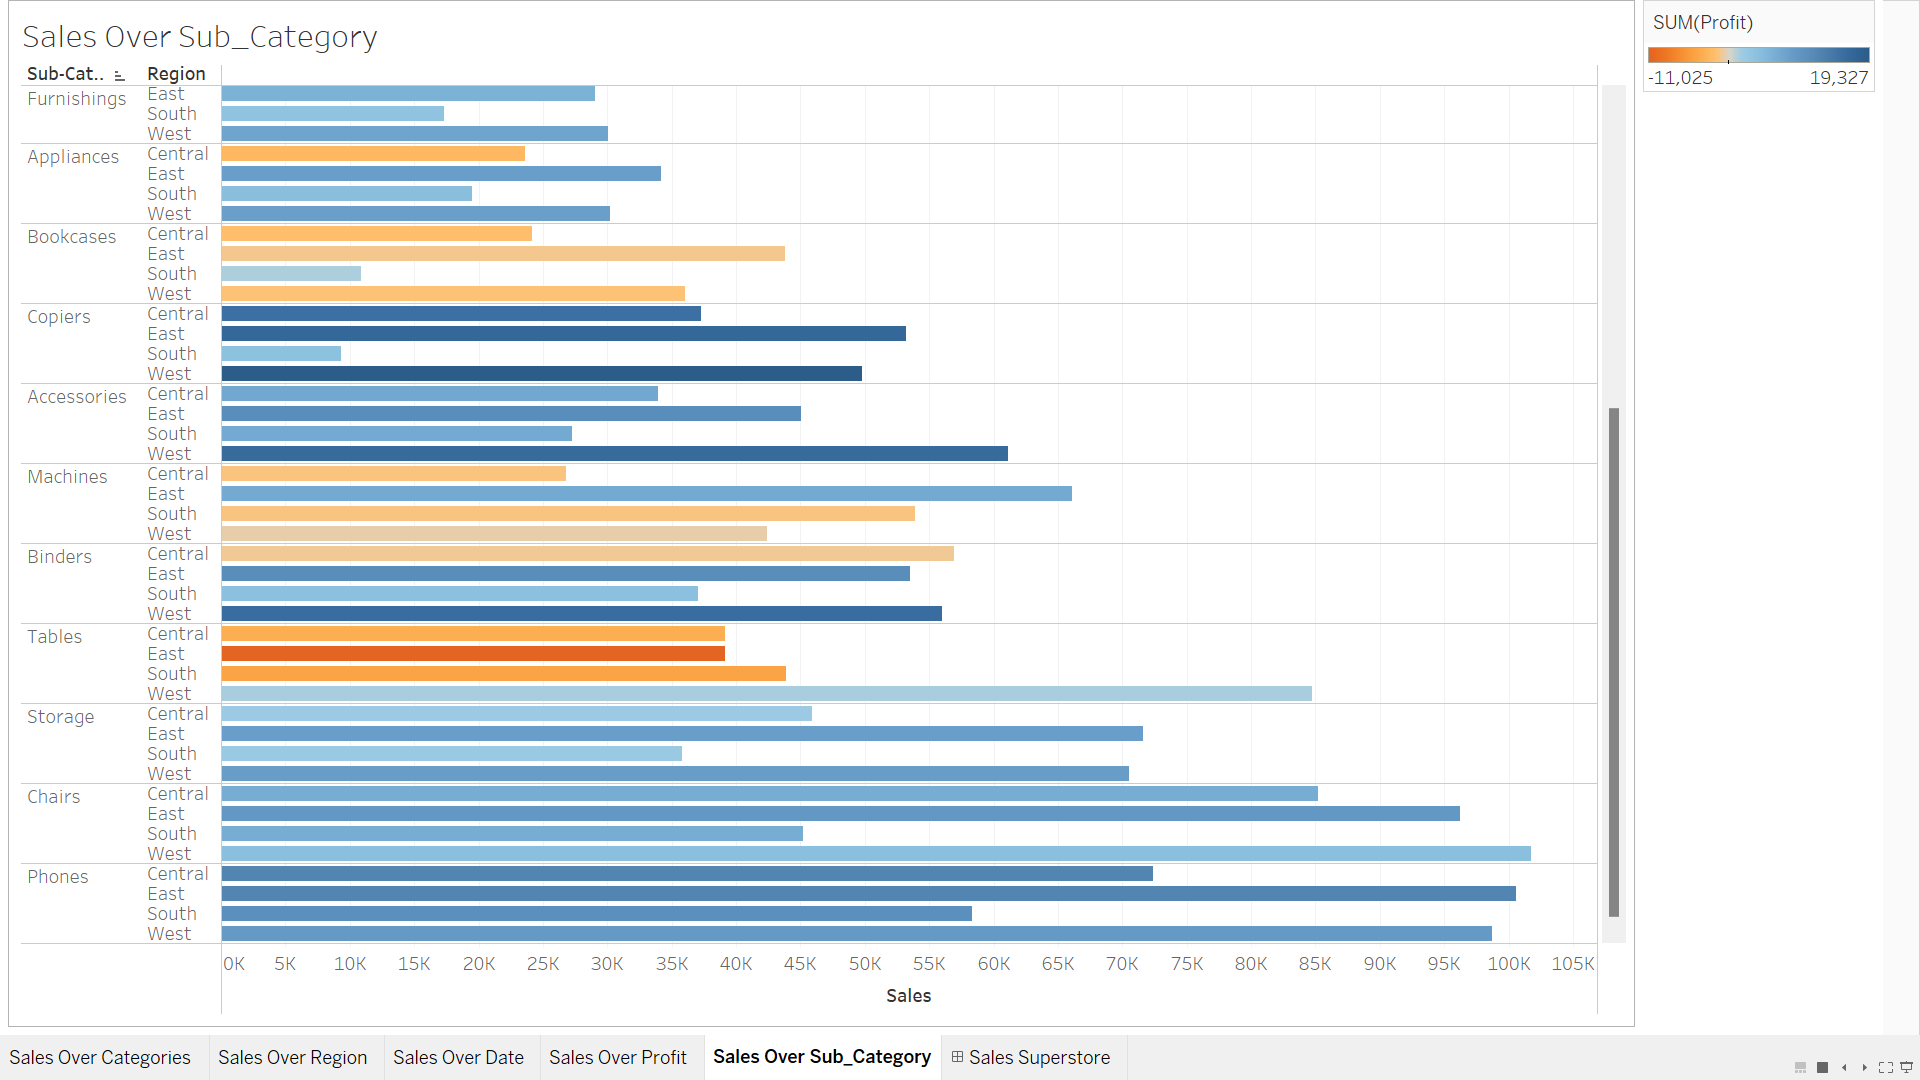 Sales Over Sub_Category
SUM(Profit)
-11,025 19,327
Sub-Cat.. Region
Furnishings East
South
West
Appliances Central
East
South
West
Bookcases Central
East
South
West
Copiers Central
East
South
West
Accessories Central
East
South
West
Machines Central
East
South
West
Binders Central
East
South
West
Tables Central
East
South
West
Storage Central
East
South
West
Chairs Central
East
South
West
Phones Central
East
South
West
0K 5K 10K 15K 20K 25K 30K 35K 40K 45K 50K 55K 60K 65K 70K 75K 80K 85K 90K 95K 100K 105K
Sales
Sales Over Categories Sales Over Region Sales Over Date Sales Over Profit Sales Over Sub_Category Sales Superstore